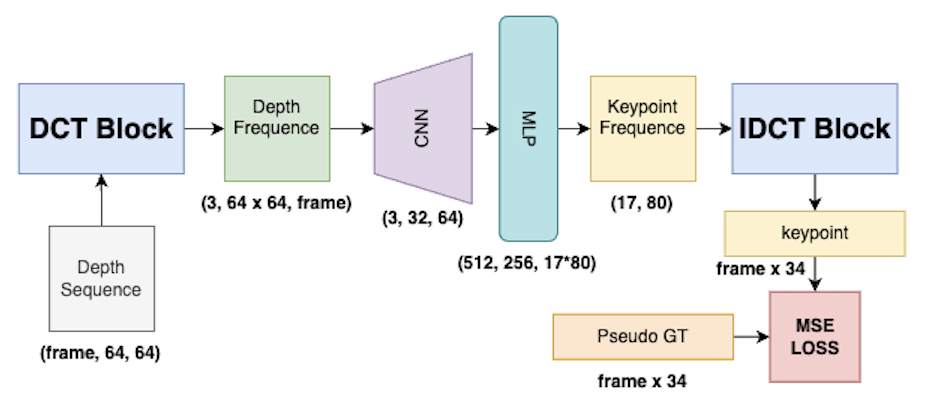 DCT Block
Depth
Frequence
CNN
MLP
Keypoint
Frequence
IDCT Block
(3, 64 x 64, frame)
(3, 32, 64)
(17, 80)
(512, 256, 17*80)
Depth
Sequence
(frame, 64, 64)
keypoint
frame x 34
Pseudo GT
frame x 34
MSE
LOSS